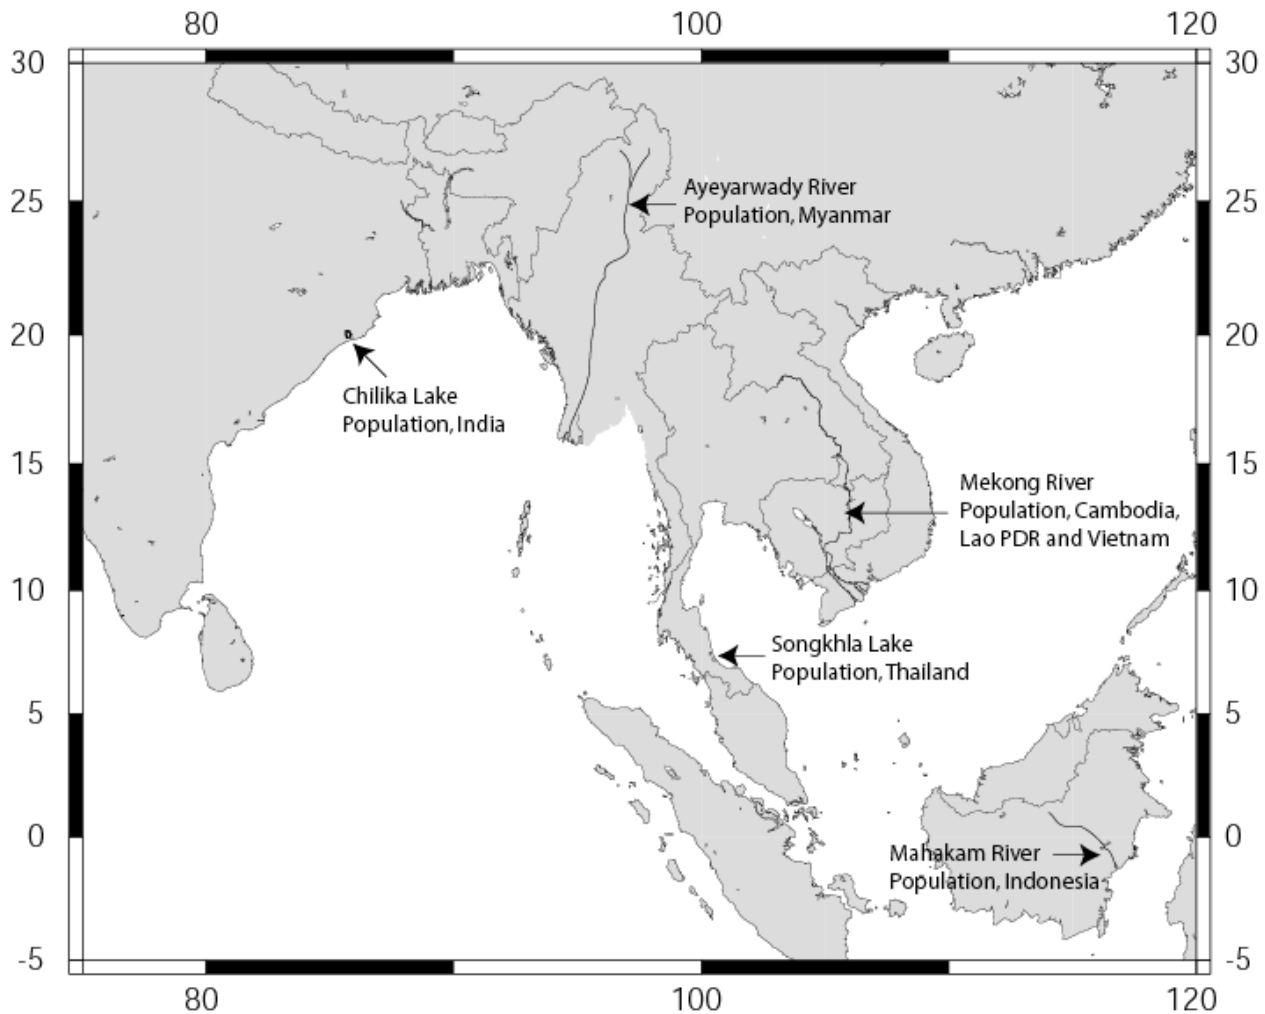 80 100 120
30 30
Ayeyarwady River
Population, Myanmar
25 25
20 20
Chilika Lake
Population, India
15 15
Mekong River
Population, Cambodia,
Lao PDR and Vietnam
10 10
Songkhla Lake
Population, Thailand
5 5
0 0
Mahakam River
Population, Indonesia
-5 -5
80 100 120